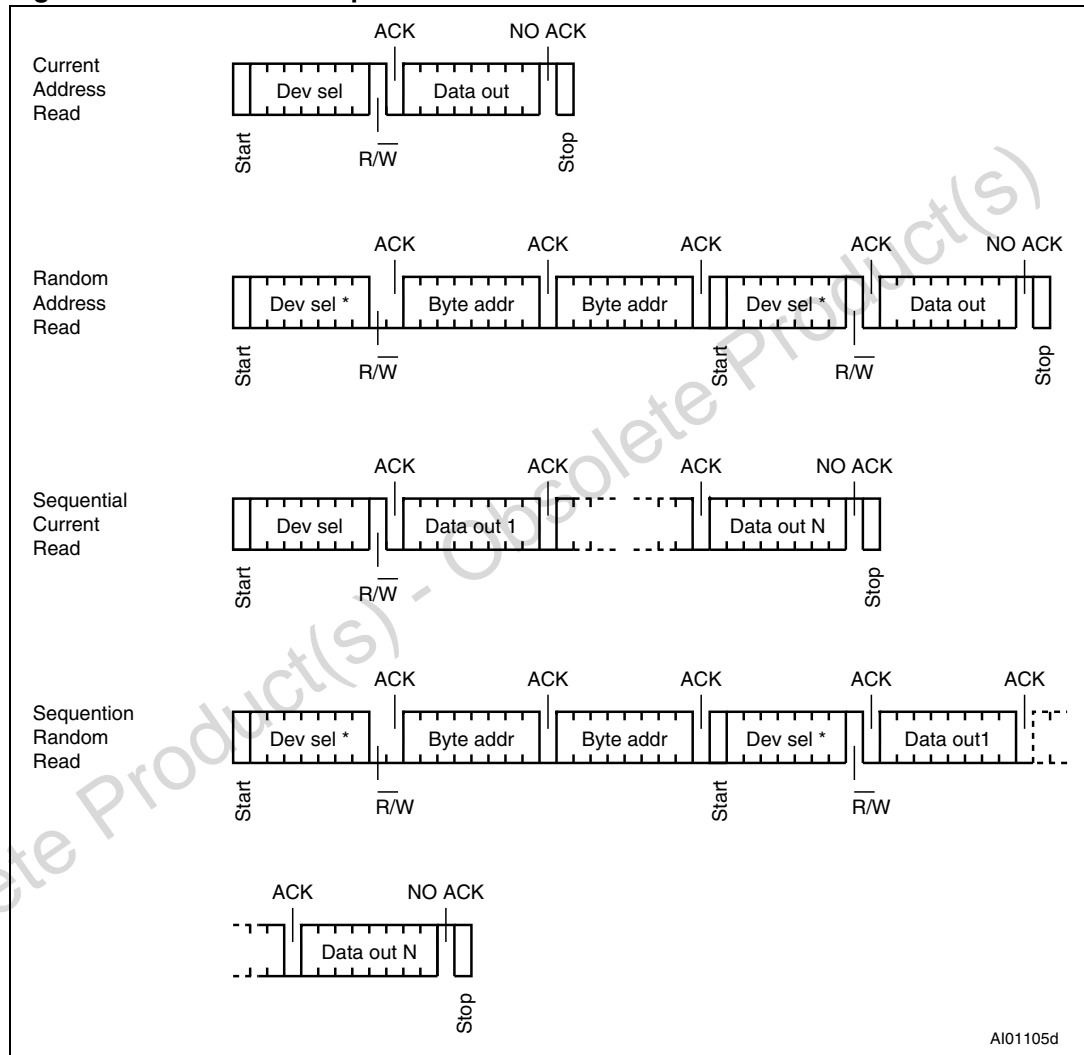 ACK NO ACK
Current
Address
Read
Dev sel Data out
Start R/W Stop
ACK ACK ACK ACK NO ACK
Random
Address
Read
Dev sel * Byte addr Byte addr Dev sel * Data out
Start R/W Start R/W Stop
ACK ACK ACK NO ACK
Sequential
Current
Read
Dev sel Data out 1 Data out N
Start R/W Stop
ACK ACK ACK ACK ACK
Sequention
Random
Read
Dev sel * Byte addr Byte addr Dev sel * Data out1
Start R/W Start R/W
ACK NO ACK
Data out N
Stop
AI01105d
ete Product(s) - Obsolete Product(s)